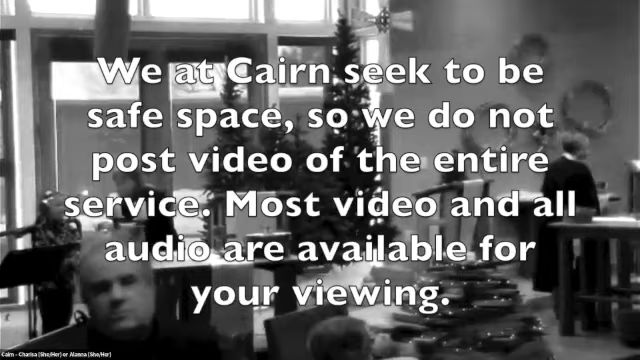 We at Cairn seek to be
safe space, so we do not
post video of the entire
service. Most video and all
audio are available for
your viewing.
Cairn - Charisa (She/Her) or Alanna (She/Her)